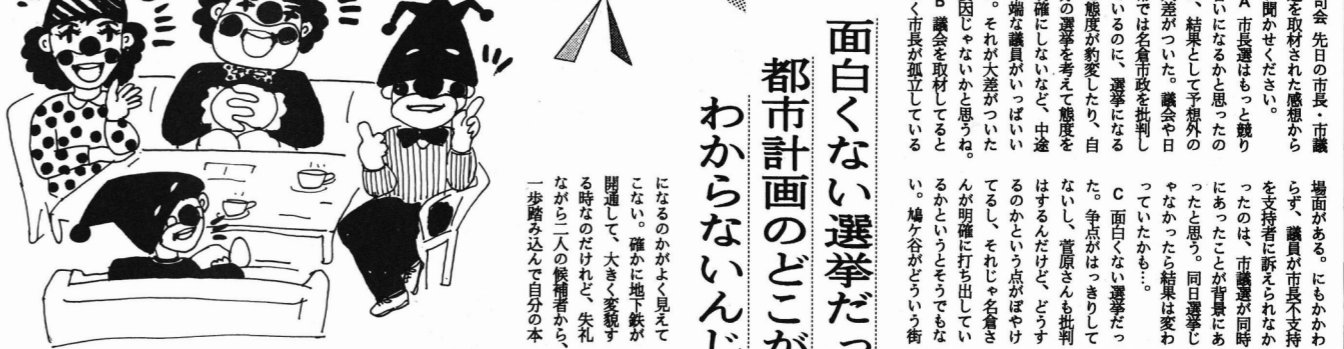 司会 先日の市長・市議
を取材された感想から
聞かせください。
A 市長選はもっと競り
合いになるかと思ったの
、結果として予想外の
差がついた。議会や日
では名倉市政を批判し
いるのに、選挙になる
態度が豹変したり、自
の選挙を考えて態度を
確にしないなど、中途
端な議員がいっぱいい
。それが大差がついた
因じゃないかと思うね。
B 議会を取材してると
く市長が孤立している
場面がある。にもかかわ
らず、議員が市長不支持
を支持者に訴えられなか
ったのは、市議選が同時
にあったことが背景にあ
ったと思う。同日選挙じ
ゃなかったら結果は変わ
っていたかも…。
C 面白くない選挙だっ
た。争点がはっきりして
ないし、菅原さんも批判
はするんだけど、どうす
るのかという点がぼやけ
てるし、それじゃ名倉さ
んが明確に打ち出してい
るかというとそうでもな
い。鳩ケ谷がどういう街
面白くない選挙だっ
都市計画のどこが
わからないんじ
になるのかがよく見えて
こない。確かに地下鉄が
開通して、大きく変貌す
る時なのだけれど、失礼
ながら二人の候補者から、
一歩踏み込んで自分の本